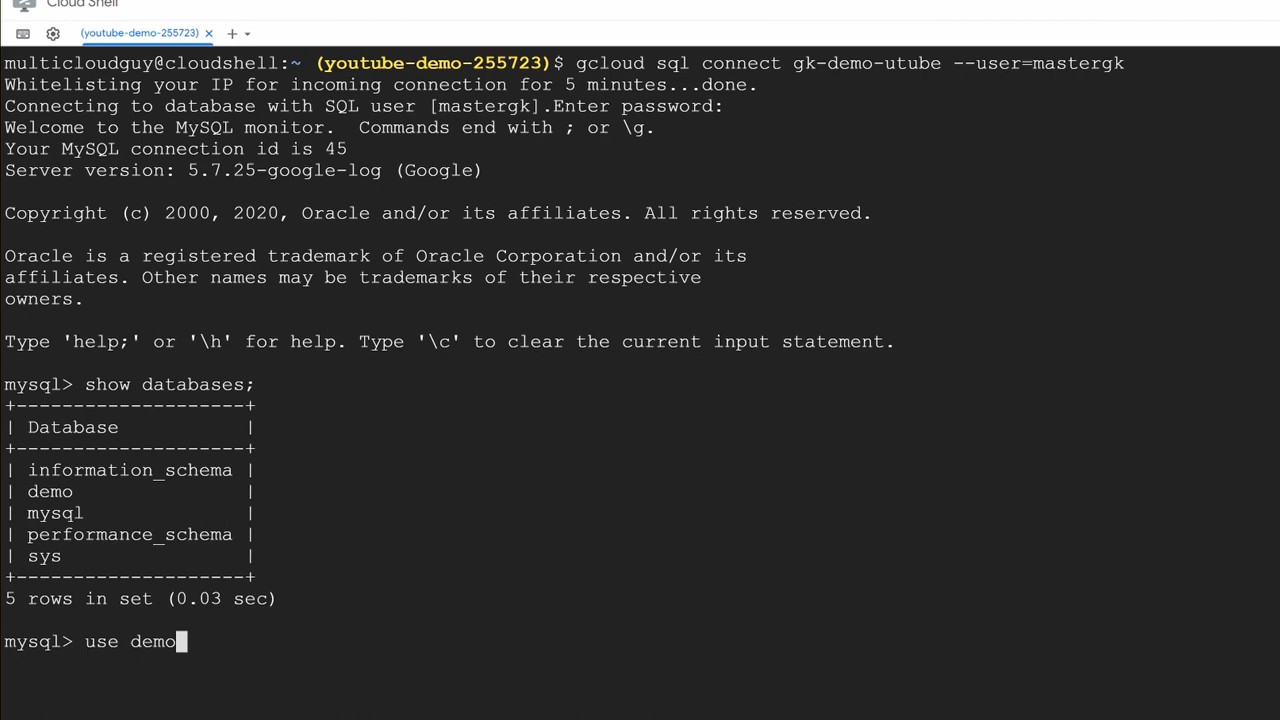 Cloud Shell
(youtube-demo-255723) × +
multicloudguy@cloudshell:~ (youtube-demo-255723)$ gcloud sql connect gk-demo-utube --user=mastergk
Whitelisting your IP for incoming connection for 5 minutes...done.
Connecting to database with SQL user [mastergk].Enter password:
Welcome to the MySQL monitor.  Commands end with ; or \g.
Your MySQL connection id is 45
Server version: 5.7.25-google-log (Google)
Copyright (c) 2000, 2020, Oracle and/or its affiliates. All rights reserved.
Oracle is a registered trademark of Oracle Corporation and/or its
affiliates. Other names may be trademarks of their respective
owners.
Type 'help;' or '\h' for help. Type '\c' to clear the current input statement.
mysql> show databases;
+--------------------+
| Database           |
+--------------------+
| information_schema |
| demo               |
| mysql              |
| performance_schema |
| sys                |
+--------------------+
5 rows in set (0.03 sec)
mysql> use demo